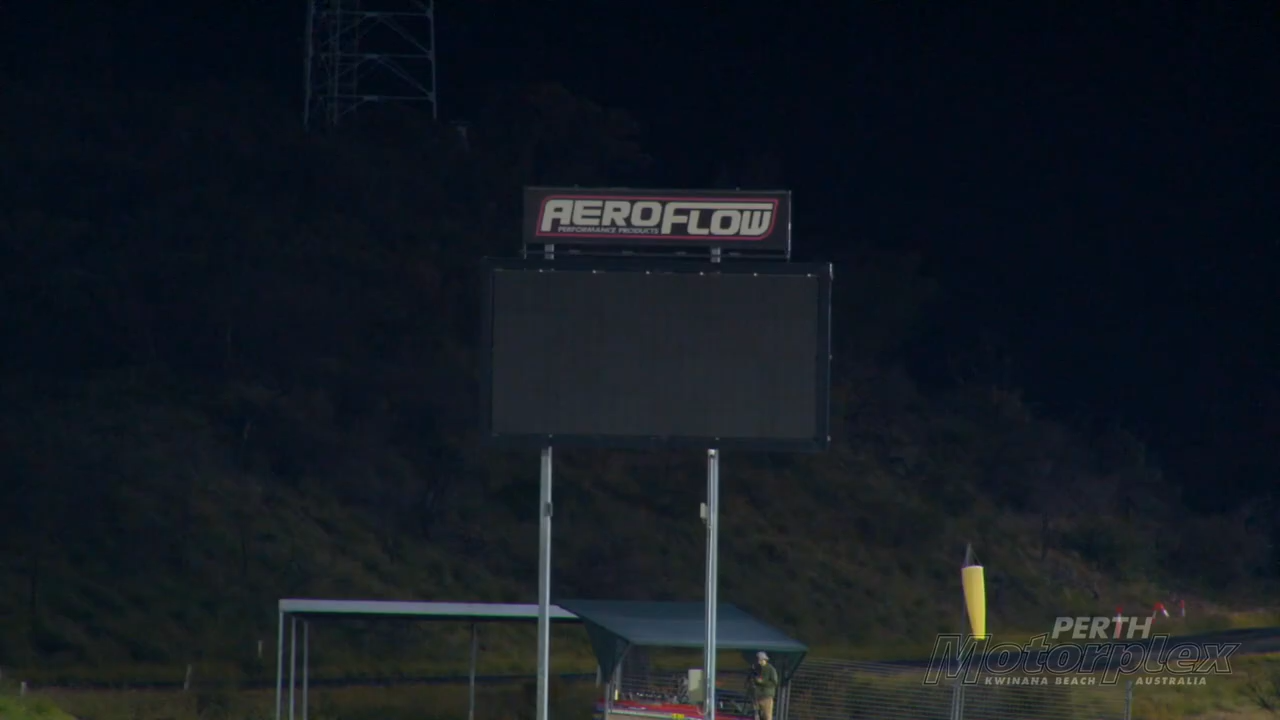 AEROFLOW
PERFORMANCE PRODUCTS
PERTH
Motorplex
KWINANA BEACH AUSTRALIA